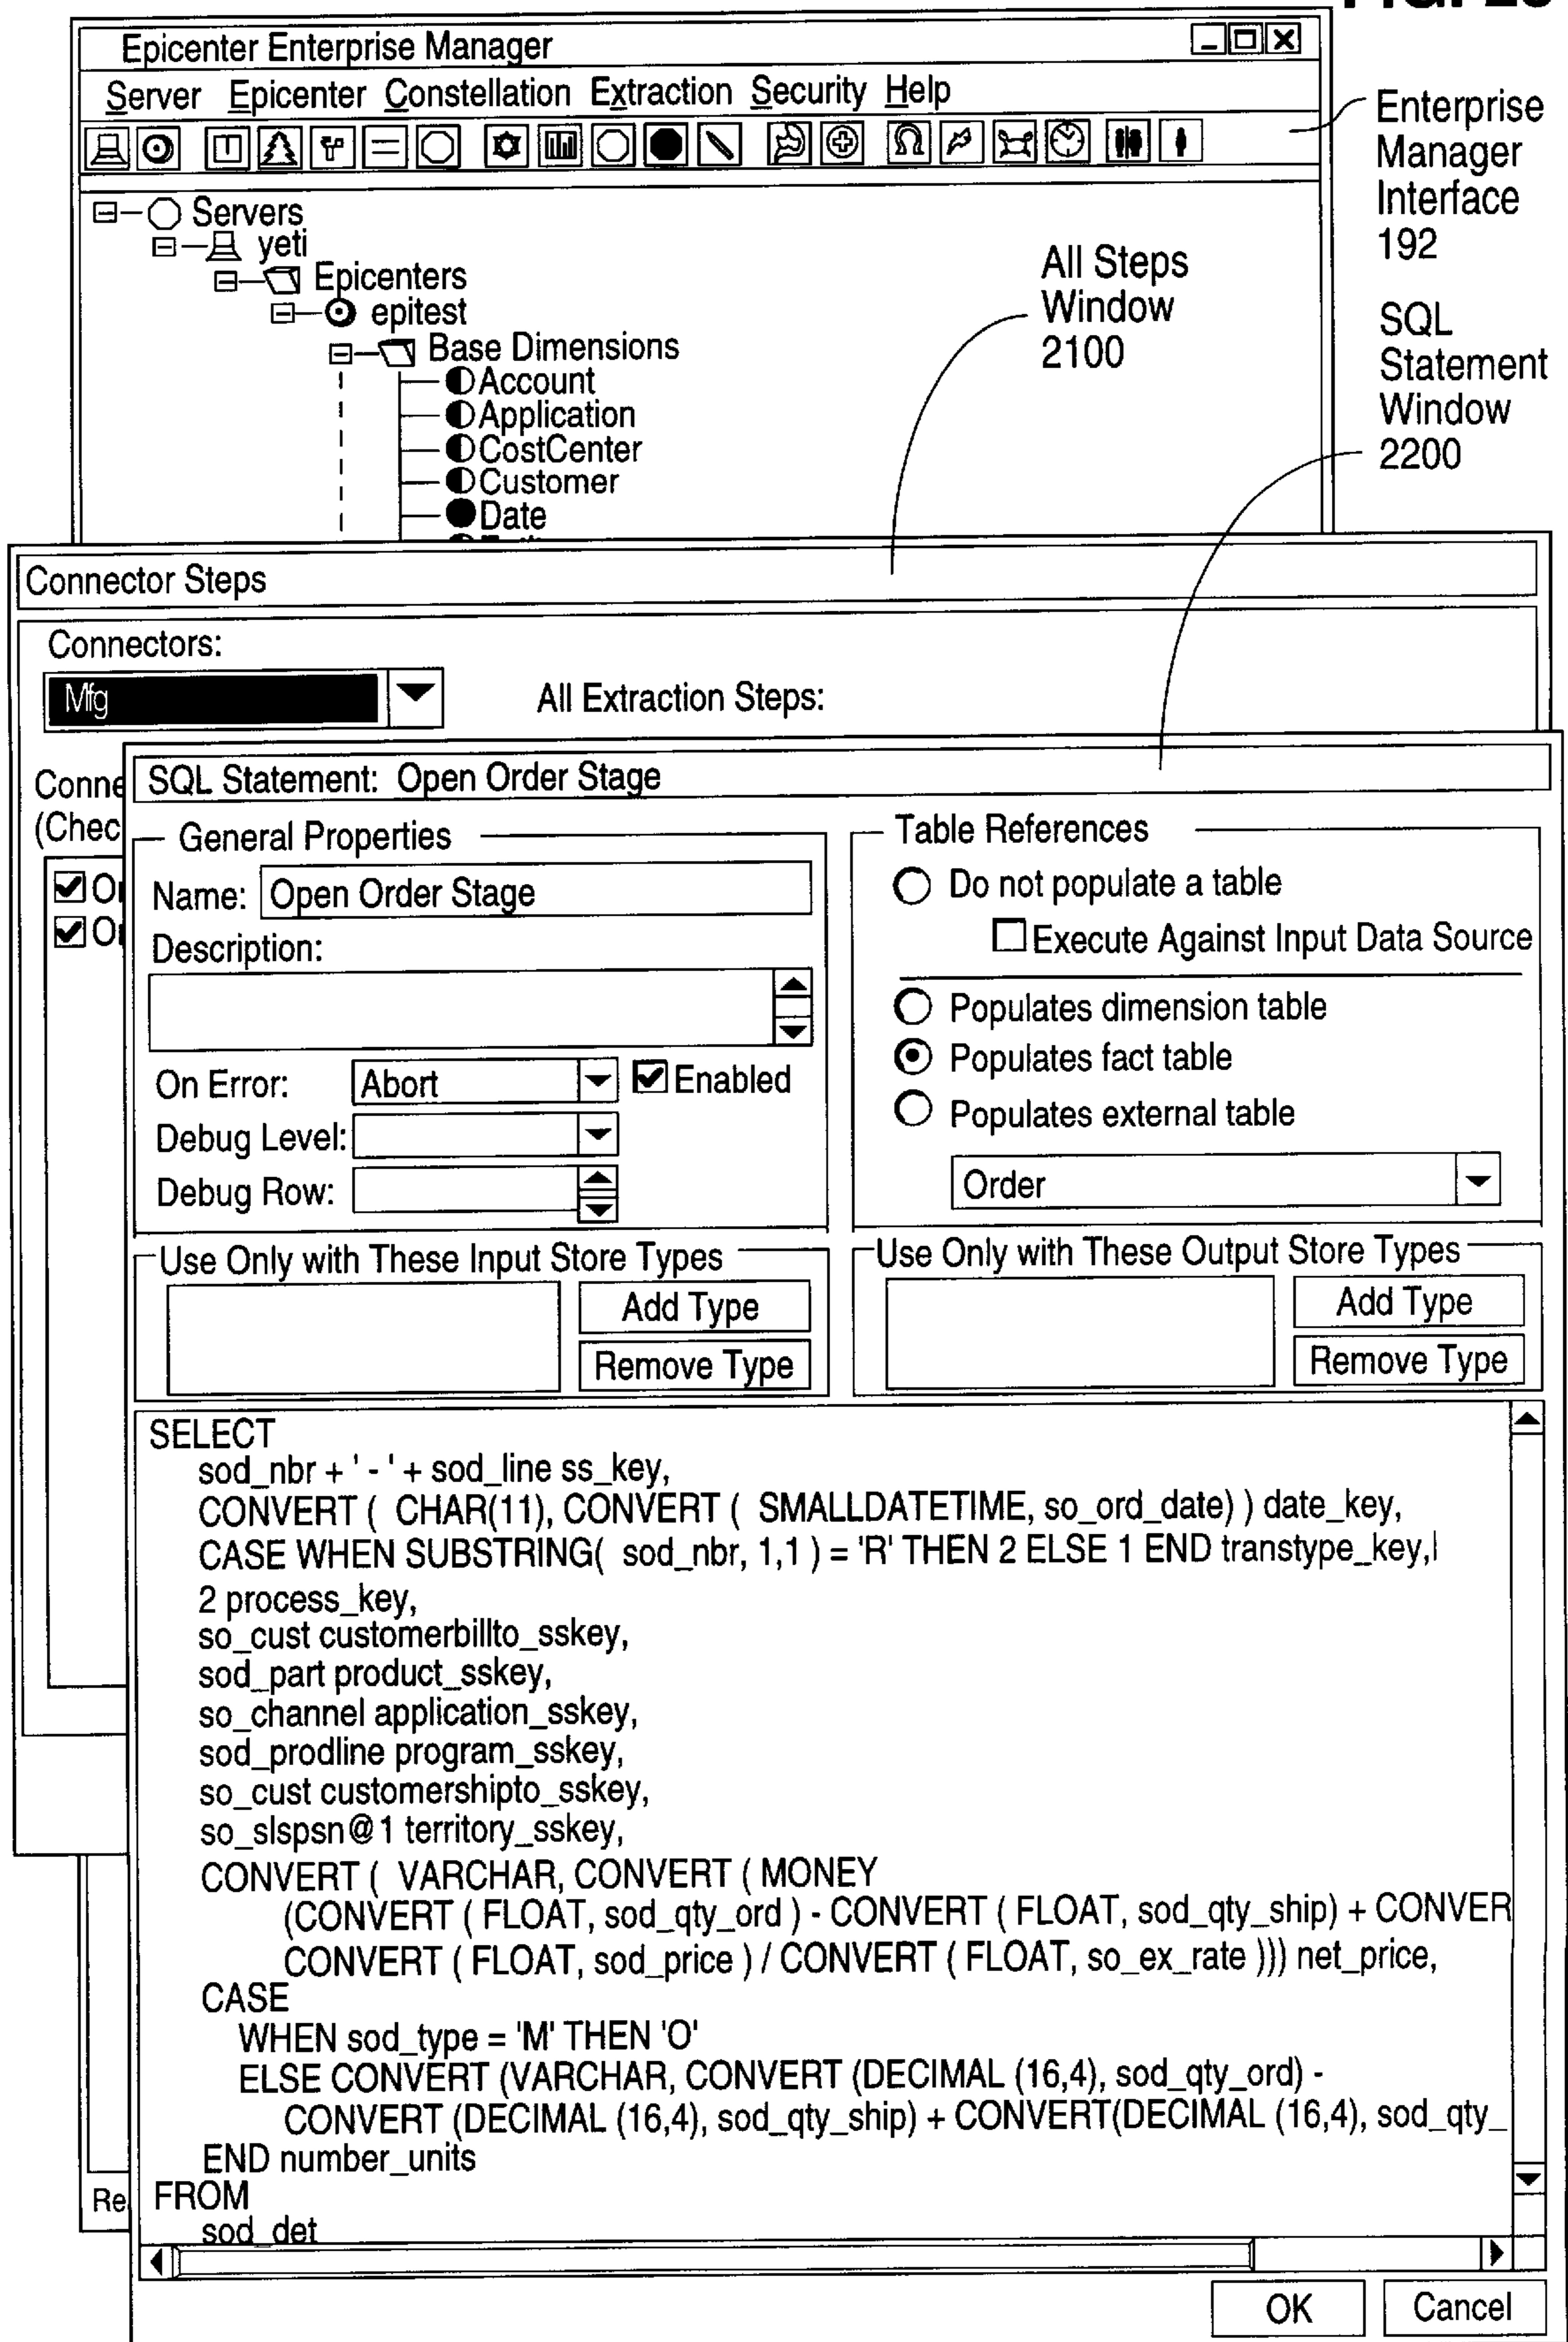 Epicenter Enterprise Manager
Server Epicenter Constellation Extraction Security Help
Enterprise
Manager
Interface
192
Servers
yeti
Epicenters
epitest
Base Dimensions
Account
Application
CostCenter
Customer
Date
All Steps
Window
2100
SQL
Statement
Window
2200
Connector Steps
Connectors:
Mfg
All Extraction Steps:
Conne
(Chec
SQL Statement: Open Order Stage
General Properties
Name: Open Order Stage
Description:
On Error: Abort Enabled
Debug Level:
Debug Row:
Table References
Do not populate a table
Execute Against Input Data Source
Populates dimension table
Populates fact table
Populates external table
Order
Use Only with These Input Store Types
Add Type
Remove Type
Use Only with These Output Store Types
Add Type
Remove Type
SELECT
sod_nbr + ' - ' + sod_line ss_key,
CONVERT ( CHAR(11), CONVERT ( SMALLDATETIME, so_ord_date) ) date_key,
CASE WHEN SUBSTRING( sod_nbr, 1,1 ) = 'R' THEN 2 ELSE 1 END transtype_key,
2 process_key,
so_cust customerbillto_sskey,
sod_part product_sskey,
so_channel application_sskey,
sod_prodline program_sskey,
so_cust customershipto_sskey,
so_slspsn@1 territory_sskey,
CONVERT ( VARCHAR, CONVERT ( MONEY
(CONVERT ( FLOAT, sod_qty_ord ) - CONVERT ( FLOAT, sod_qty_ship) + CONVER
CONVERT ( FLOAT, sod_price ) / CONVERT ( FLOAT, so_ex_rate ))) net_price,
CASE
WHEN sod_type = 'M' THEN 'O'
ELSE CONVERT (VARCHAR, CONVERT (DECIMAL (16,4), sod_qty_ord) -
CONVERT (DECIMAL (16,4), sod_qty_ship) + CONVERT(DECIMAL (16,4), sod_qty_
END number_units
FROM
sod_det
Re
OK Cancel